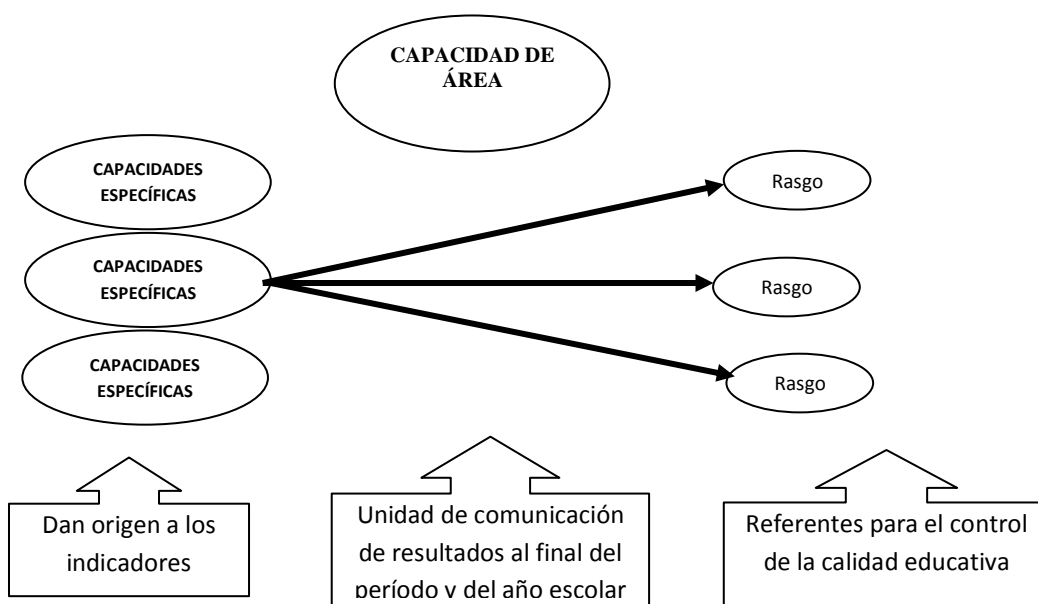 CAPACIDAD DE
ÁREA
CAPACIDADES
ESPECÍFICAS
Rasgo
CAPACIDADES
ESPECÍFICAS
Rasgo
CAPACIDADES
ESPECÍFICAS
Rasgo
Dan origen a los
indicadores
Unidad de comunicación
de resultados al final del
período y del año escolar
Referentes para el control
de la calidad educativa